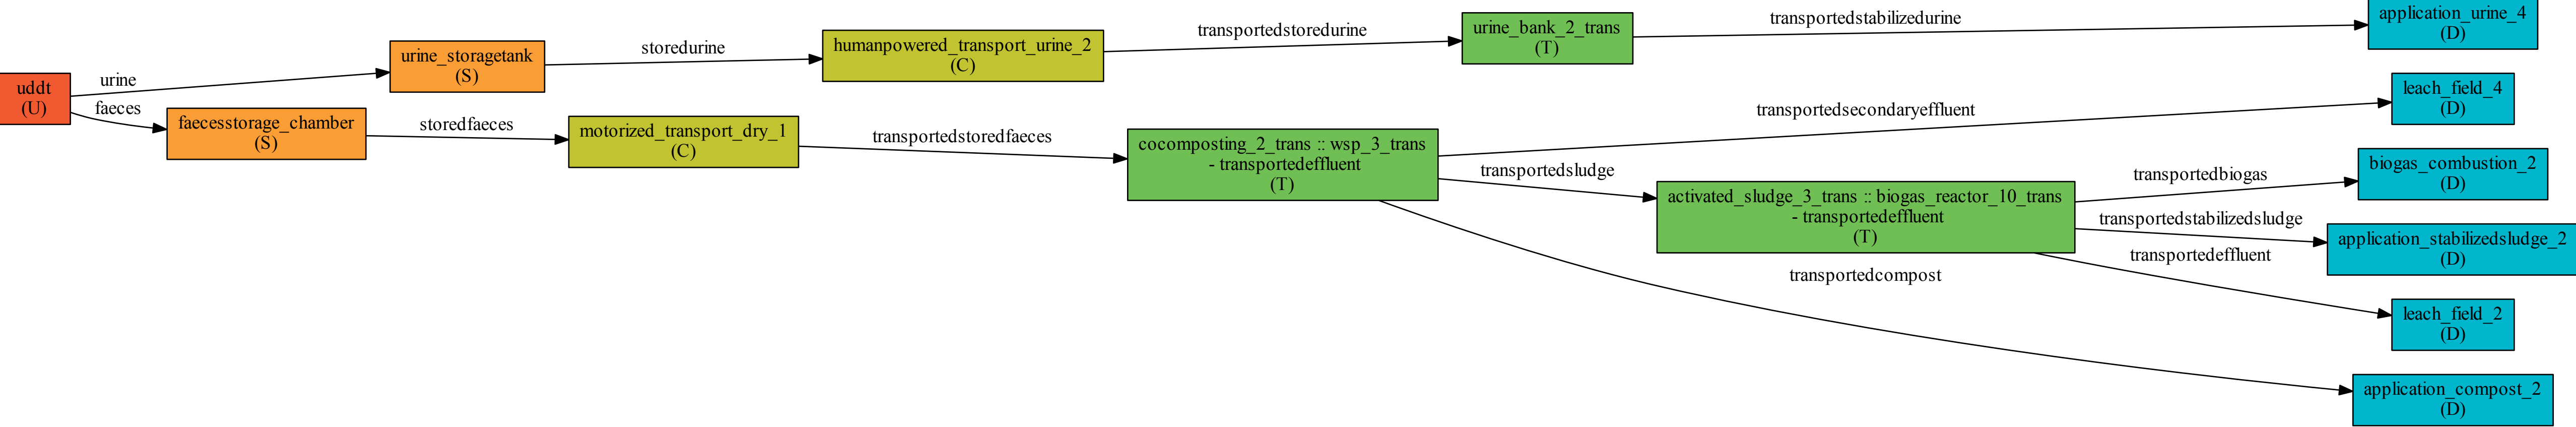 uddt
(U)
urine
faeces
urine_storagetank
(S)
faecesstorage_chamber
(S)
storedurine
storedfaeces
humanpowered_transport_urine_2
(C)
motorized_transport_dry_1
(C)
transportedstoredurine
transportedstoredfaeces
urine_bank_2_trans
(T)
cocomposting_2_trans :: wsp_3_trans
- transportedeffluent
(T)
transportedstabilizedurine
transportedsecondaryeffluent
transportedsludge
transportedcompost
activated_sludge_3_trans :: biogas_reactor_10_trans
- transportedeffluent
(T)
transportedbiogas
transportedstabilizedsludge
transportedeffluent
application_urine_4
(D)
leach_field_4
(D)
biogas_combustion_2
(D)
application_stabilizedsludge_2
(D)
leach_field_2
(D)
application_compost_2
(D)